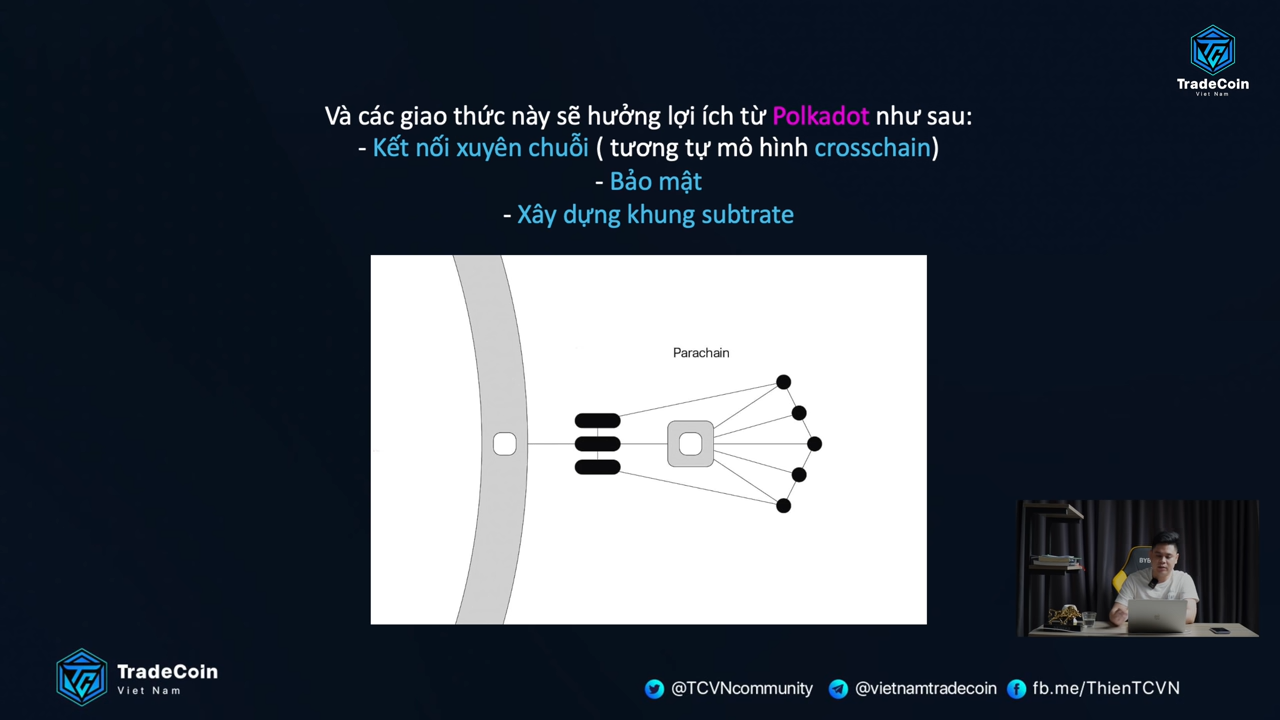 TradeCoin
Viet Nam
Và các giao thức này sẽ hưởng lợi ích từ Polkadot như sau:
- Kết nối xuyên chuỗi ( tương tự mô hình crosschain)
- Bảo mật
- Xây dựng khung subtrate
Parachain
BYB
TradeCoin
Viet Nam
@TCVNcommunity
@vietnamtradecoin
fb.me/ThienTCVN